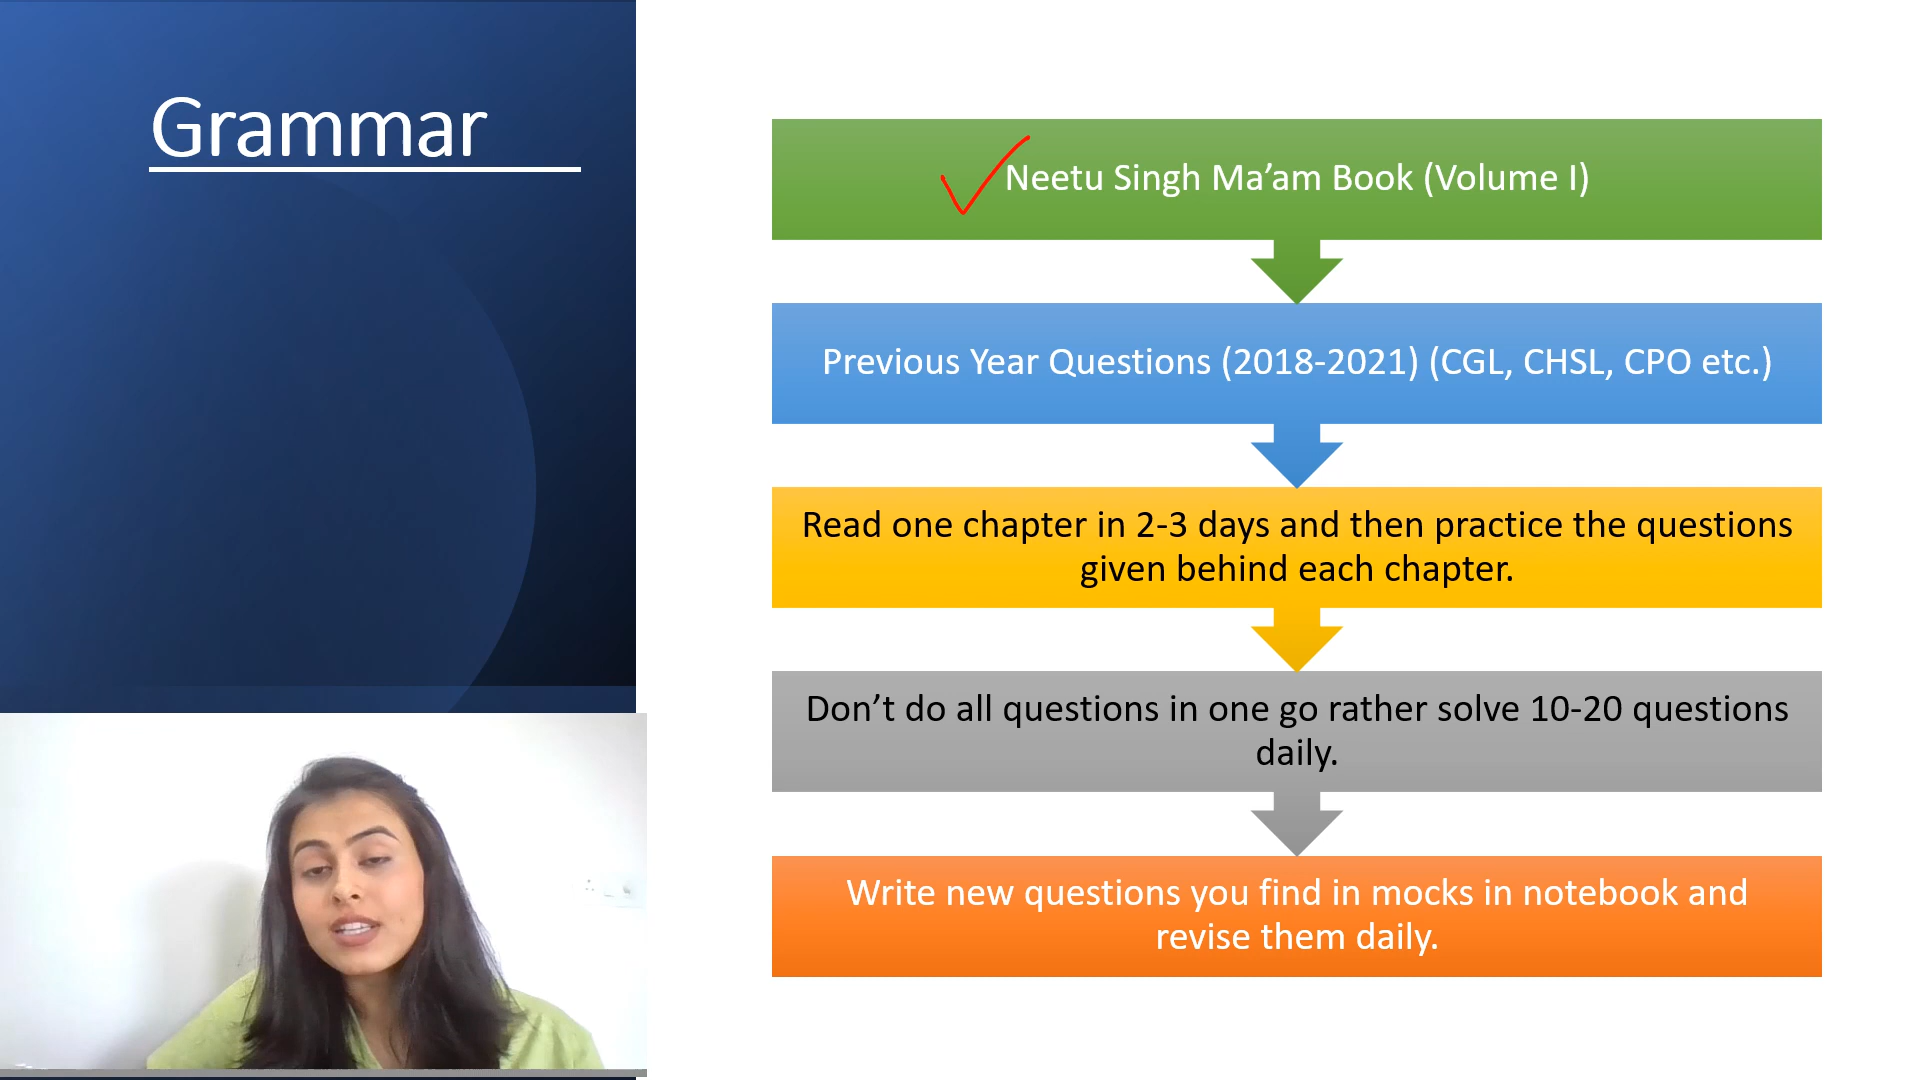 Grammar
Neetu Singh Ma’am Book (Volume I)
Previous Year Questions (2018-2021) (CGL, CHSL, CPO etc.)
Read one chapter in 2-3 days and then practice the questions
given behind each chapter.
Don’t do all questions in one go rather solve 10-20 questions
daily.
Write new questions you find in mocks in notebook and
revise them daily.